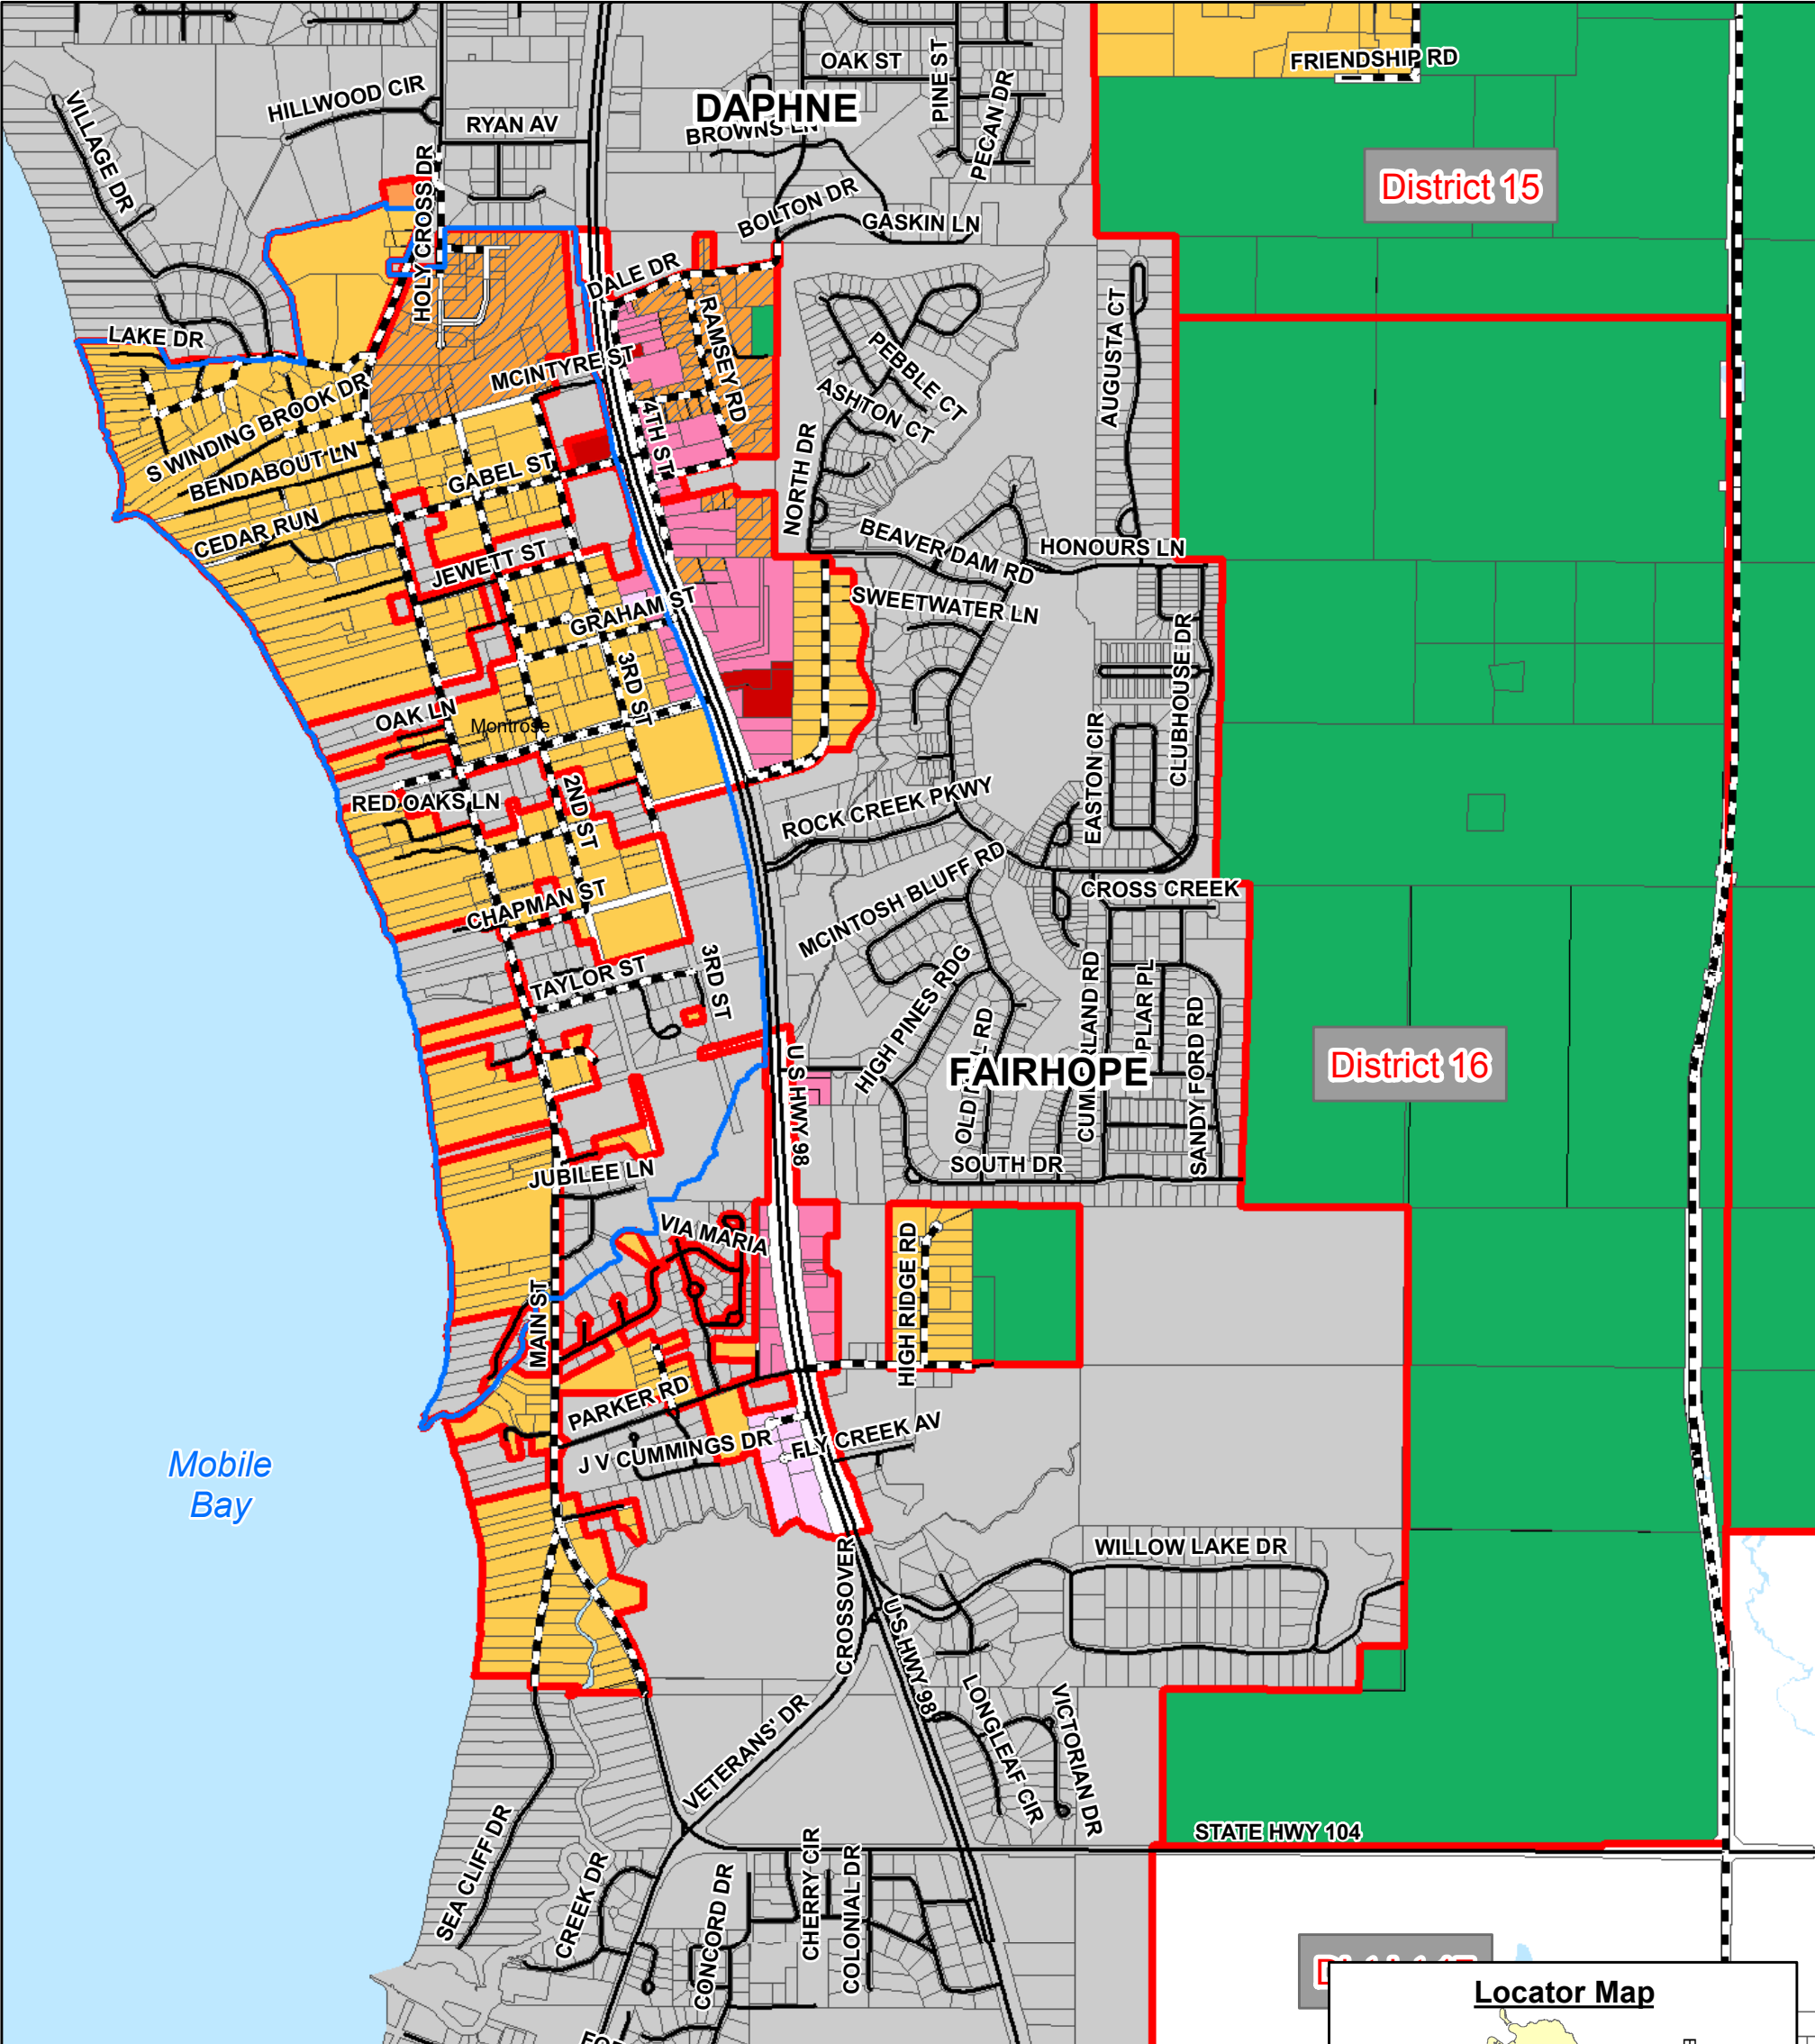 FRIENDSHIP RD
OAK ST
PINE ST
PECAN DR
DAPHNE
BROWNS LN
HILLWOOD CIR
VILLAGE DR
RYAN AV
HOLY CROSS DR
District 15
BOLTON DR
GASKIN LN
DALE DR
RAMSEY RD
LAKE DR
MCINTYRE ST
PEBBLE CT
ASHTON CT
AUGUSTA CT
S WINDING BROOK DR
BENDABOUT LN
GABEL ST
4TH ST
NORTH DR
CEDAR RUN
JEWETT ST
BEAVER DAM RD
HONOURS LN
SWEETWATER LN
GRAHAM ST
3RD ST
CLUBHOUSE DR
OAK LN
Montrose
EASTON CIR
RED OAKS LN
2ND ST
ROCK CREEK PKWY
MCINTOSH BLUFF RD
CROSS CREEK
CHAPMAN ST
TAYLOR ST
3RD ST
HIGH PINES RDG
CUMBERLAND RD
SANDY FORD RD
U S HWY 98
FAIRHOPE
District 16
SOUTH DR
JUBILEE LN
VIA MARIA
HIGH RIDGE RD
MAIN ST
PARKER RD
J V CUMMINGS DR
FLY CREEK AV
Mobile
Bay
WILLOW LAKE DR
CROSSOVER
U S HWY 98
LONGLEAF CIR
VICTORIAN DR
VETERANS' DR
STATE HWY 104
SEA CLIFF DR
CREEK DR
CONCORD DR
CHERRY CIR
COLONIAL DR
Locator Map